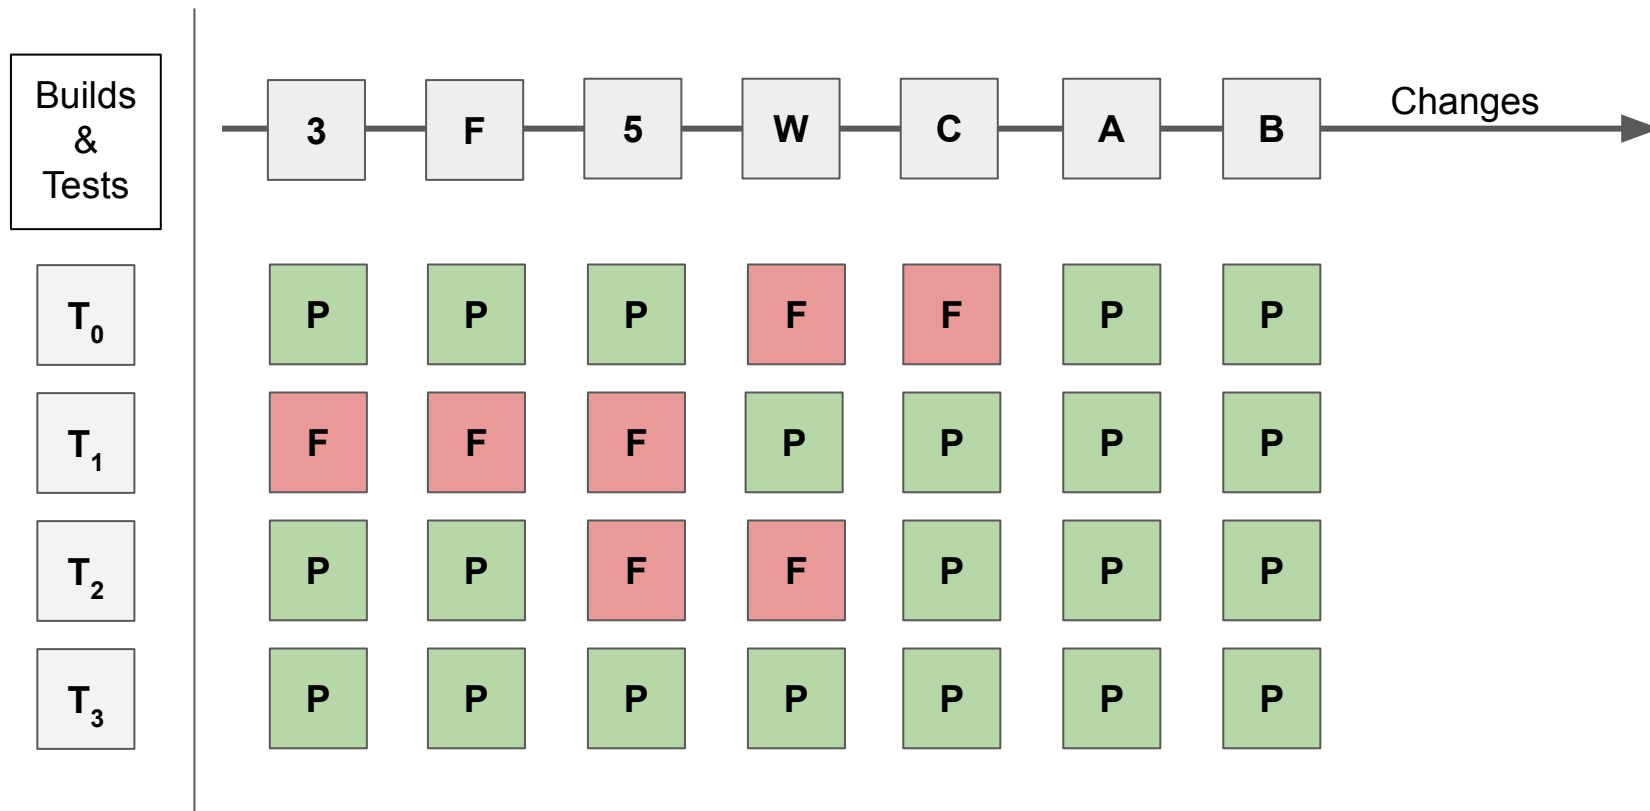 Builds
&
Tests
3 F 5 W C A B Changes
T0 P P P F F P P
T1 F F F P P P P
T2 P P F F P P P
T3 P P P P P P P